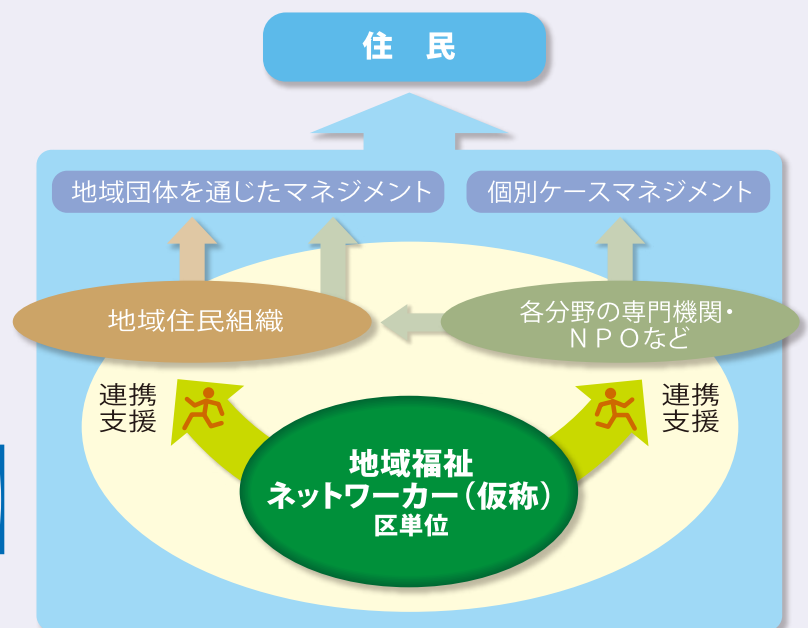 住　民
地域団体を通じたマネジメント
個別ケースマネジメント
地域住民組織
各分野の専門機関・
ＮＰＯなど
連携
支援
連携
支援
地域福祉
ネットワーカー（仮称）
区単位